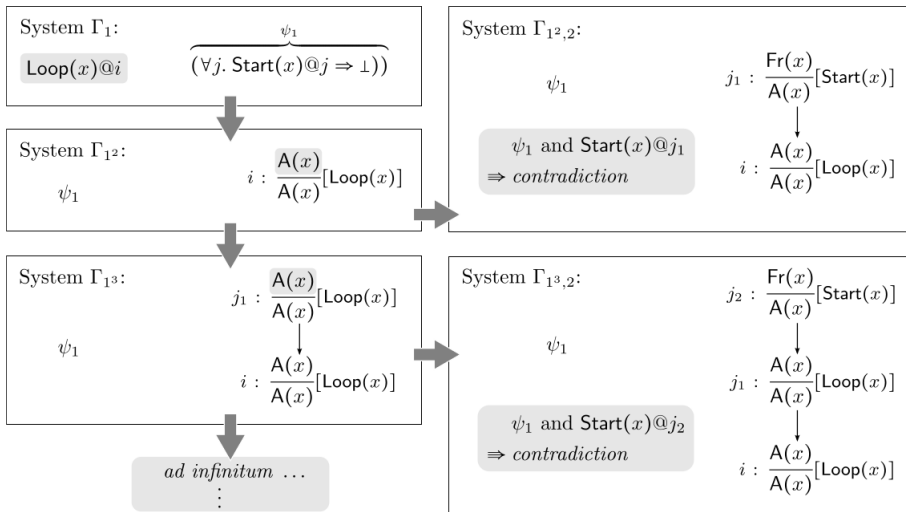 System Γ₁:
ψ₁
Loop(x)@i (∀j. Start(x)@j ⇒ ⊥))
System Γ₁²:
ψ₁
i : A(x)/A(x) [Loop(x)]
System Γ₁³:
j₁ : A(x)/A(x) [Loop(x)]
ψ₁
i : A(x)/A(x) [Loop(x)]
ad infinitum ...
⋮
System Γ₁²,₂:
j₁ : Fr(x)/A(x) [Start(x)]
ψ₁
ψ₁ and Start(x)@j₁
⇛ contradiction
i : A(x)/A(x) [Loop(x)]
System Γ₁³,₂:
j₂ : Fr(x)/A(x) [Start(x)]
ψ₁
j₁ : A(x)/A(x) [Loop(x)]
ψ₁ and Start(x)@j₂
⇛ contradiction
i : A(x)/A(x) [Loop(x)]